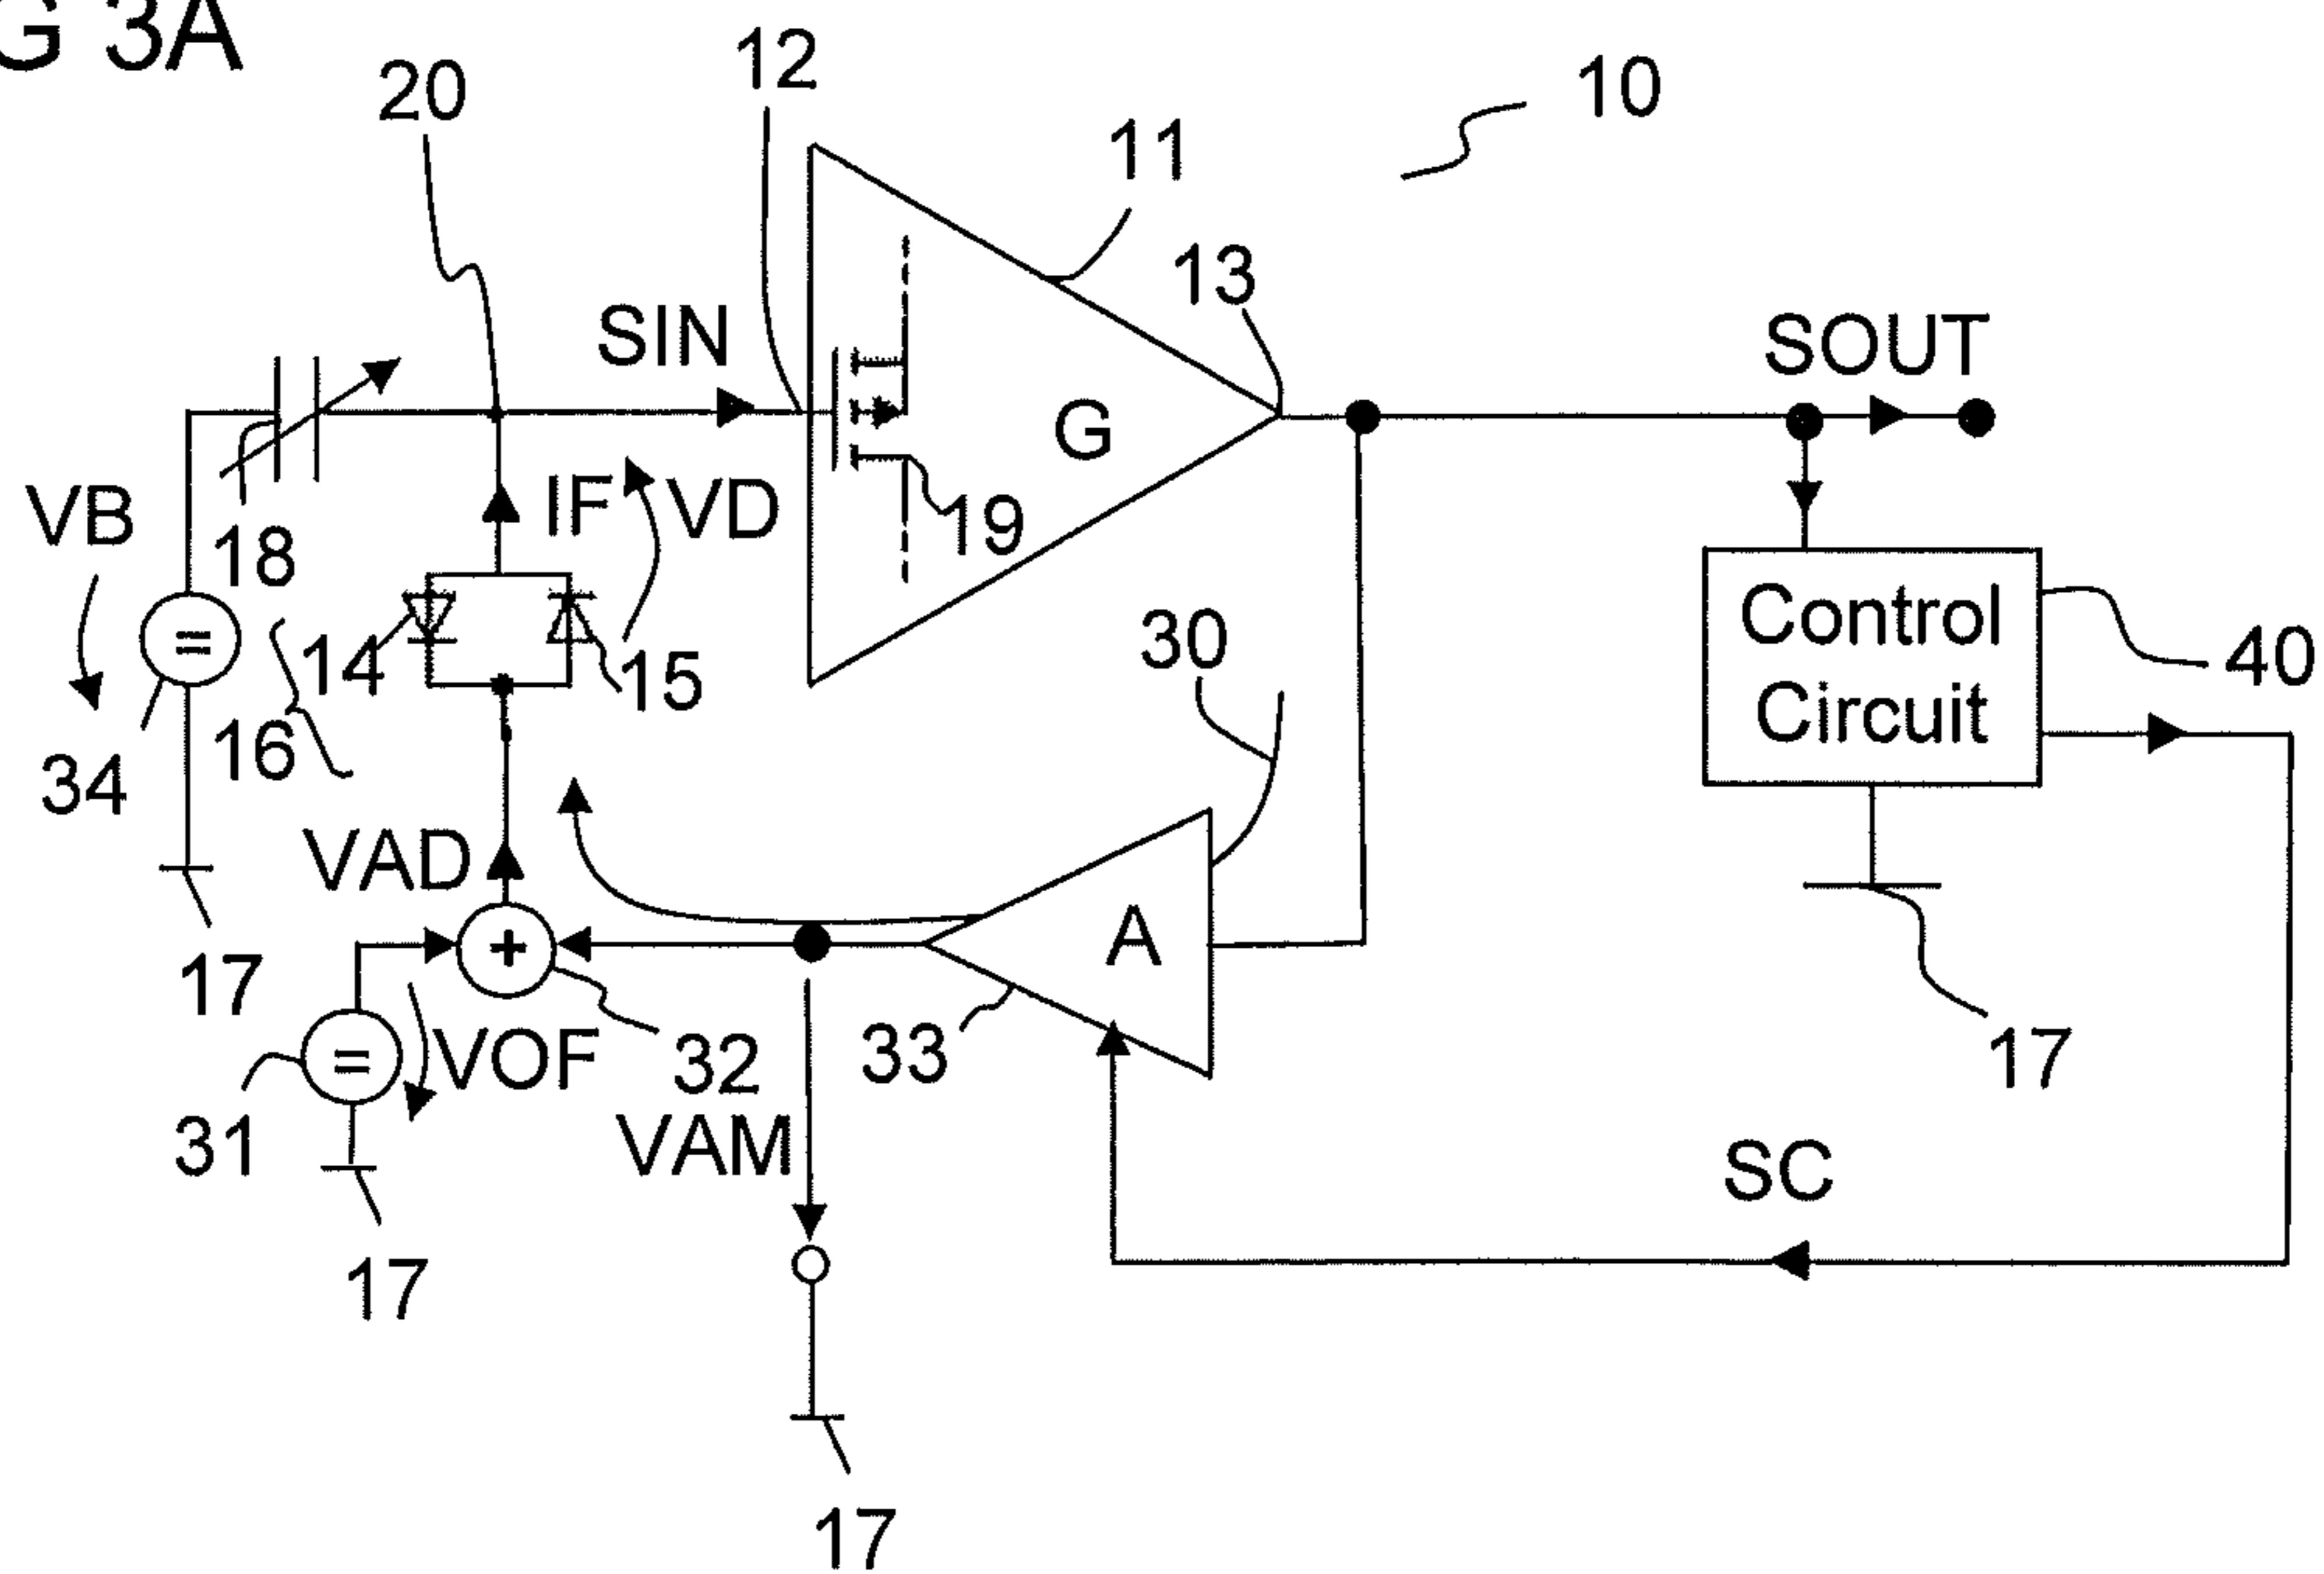 G 3A
20
12
10
11
13
SIN
SOUT
G
VB
18
IF
VD
19
14
15
30
Control
Circuit
40
16
34
VAD
A
17
+
=
=
VOF
32
33
17
31
VAM
SC
17
17